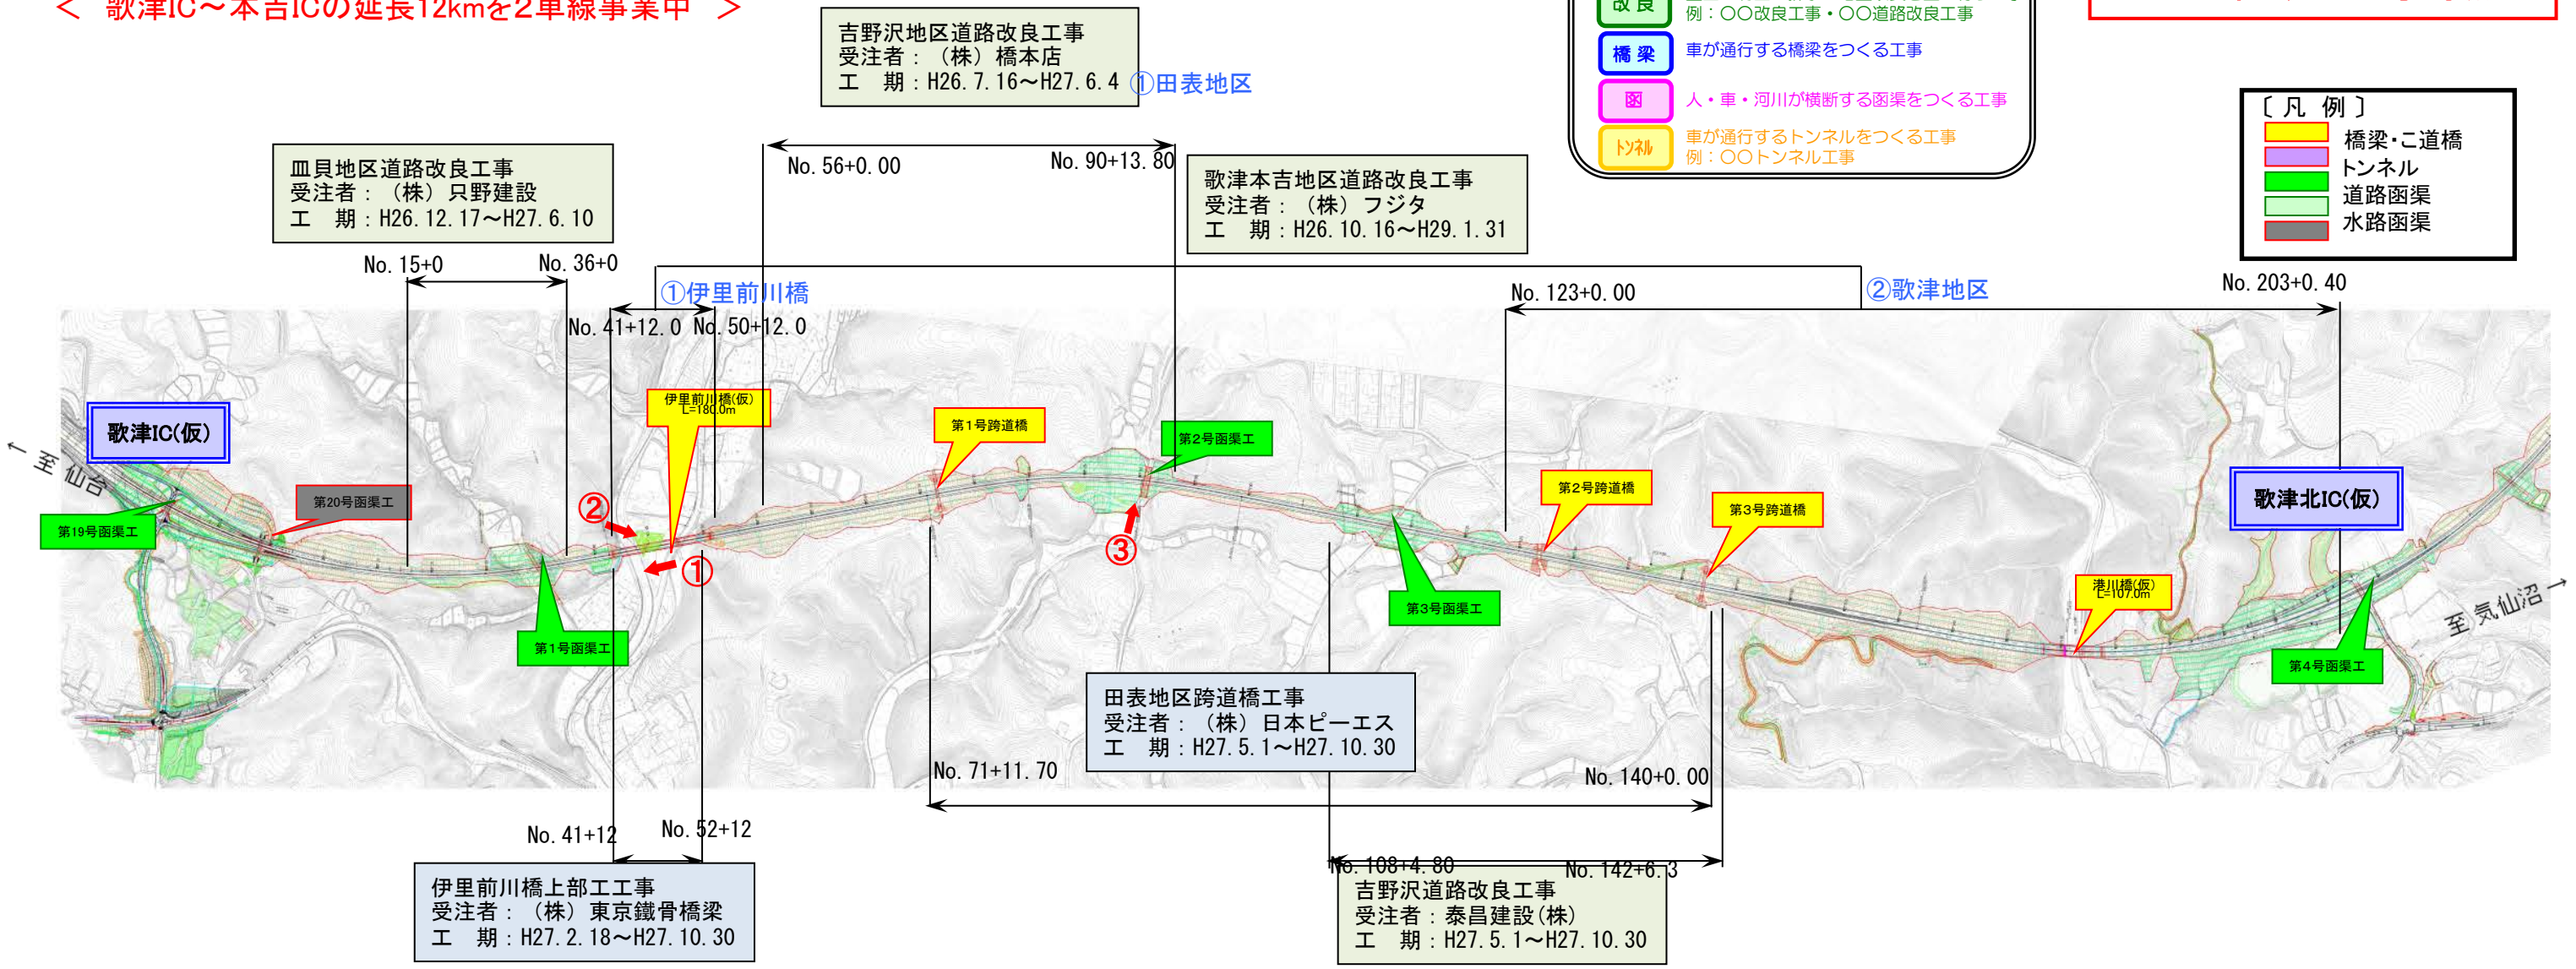 ＜ 歌津IC～本吉ICの延長12kmを2車線事業中 ＞
吉野沢地区道路改良工事
受注者：（株）橋本店
工　期：H26.7.16～H27.6.4
①田表地区
改 良
例：〇〇改良工事・〇〇道路改良工事
橋 梁
車が通行する橋梁をつくる工事
函
人・車・河川が横断する函渠をつくる工事
トンネル
車が通行するトンネルをつくる工事
例：〇〇トンネル工事
〔 凡 例 〕
橋梁・こ道橋
トンネル
道路函渠
水路函渠
皿貝地区道路改良工事
受注者：（株）只野建設
工　期：H26.12.17～H27.6.10
No.56+0.00
No.90+13.80
歌津本吉地区道路改良工事
受注者：（株）フジタ
工　期：H26.10.16～H29.1.31
No.15+0
No.36+0
①伊里前川橋
No.41+12.0
No.50+12.0
No.123+0.00
②歌津地区
No.203+0.40
歌津IC(仮)
←至 仙台
第19号函渠工
第20号函渠工
第1号函渠工
伊里前川橋(仮)
L=180.0m
②
①
第1号跨道橋
第2号函渠工
③
第3号函渠工
第2号跨道橋
第3号跨道橋
港川橋(仮)
L=107.0m
歌津北IC(仮)
第4号函渠工
至 気仙沼→
田表地区跨道橋工事
受注者：（株）日本ピーエス
工　期：H27.5.1～H27.10.30
No.71+11.70
No.140+0.00
No.41+12
No.52+12
伊里前川橋上部工工事
受注者：（株）東京鐵骨橋梁
工　期：H27.2.18～H27.10.30
No.108+4.80
No.142+6.3
吉野沢道路改良工事
受注者：泰昌建設(株)
工　期：H27.5.1～H27.10.30